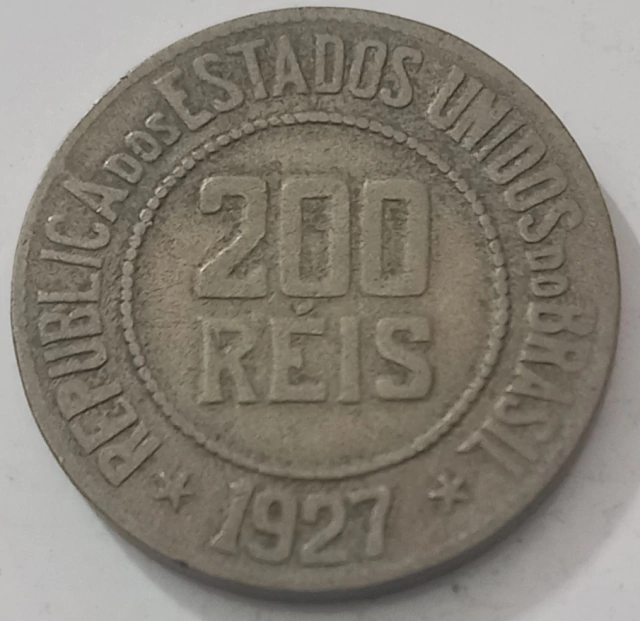 REPUBLICA DOS ESTADOS UNIDOS DO BRASIL
200
RÉIS
1927